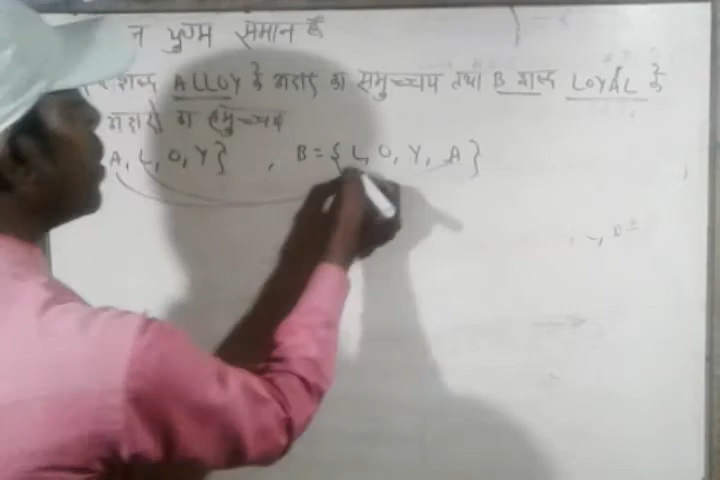 न युग्म समान है
शब्द ALLOY के अक्षरों का समुच्चय तथा B शब्द LOYAL के
अक्षरों का समुच्चय
A, L, O, Y} , B = {L, O, Y, A}